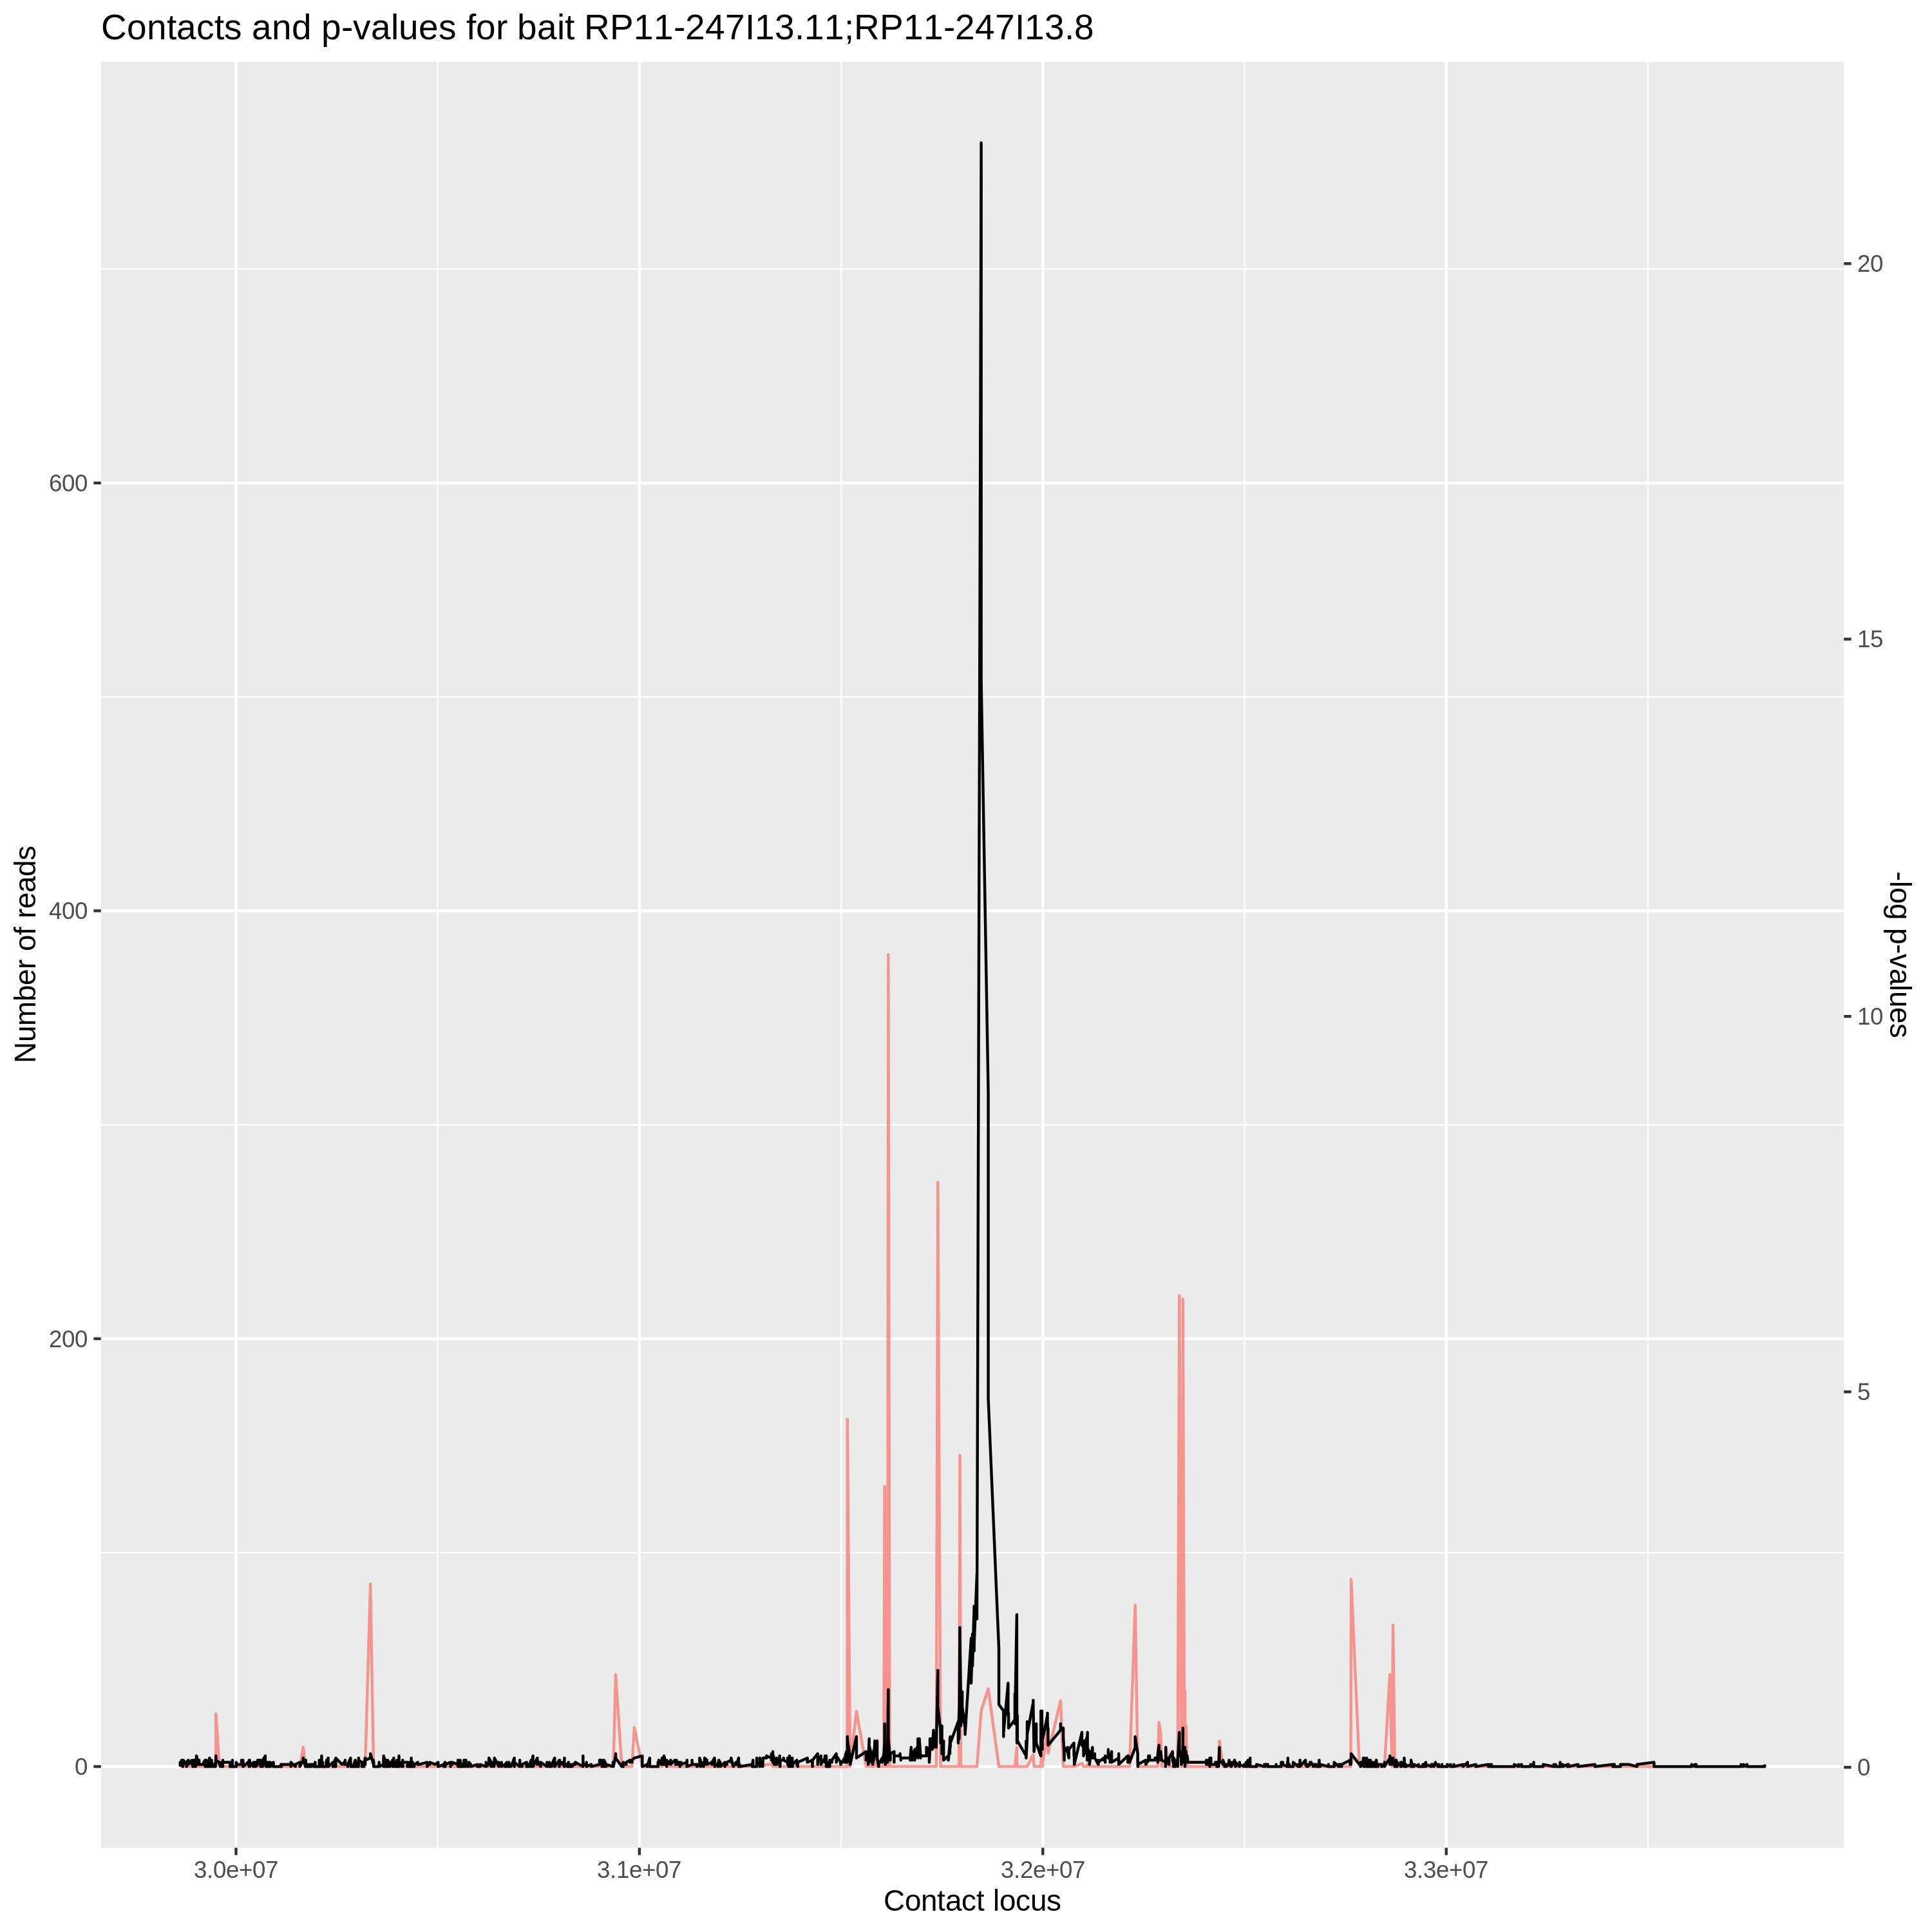 Contacts and p-values for bait RP11-247I13.11;RP11-247I13.8
Number of reads
600
400
200
0
20
15
10
5
0
-log p-values
3.0e+07
3.1e+07
3.2e+07
3.3e+07
Contact locus